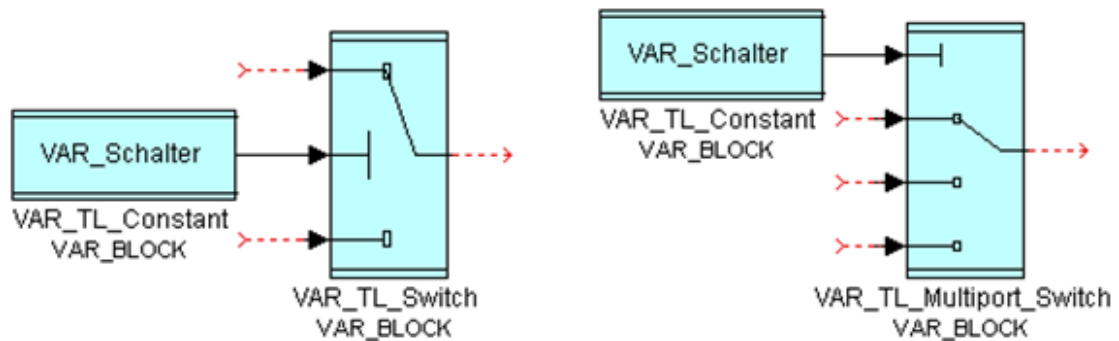 VAR_Schalter
VAR_TL_Constant
VAR_BLOCK
VAR_TL_Switch
VAR_BLOCK
VAR_Schalter
VAR_TL_Constant
VAR_BLOCK
VAR_TL_Multiport_Switch
VAR_BLOCK